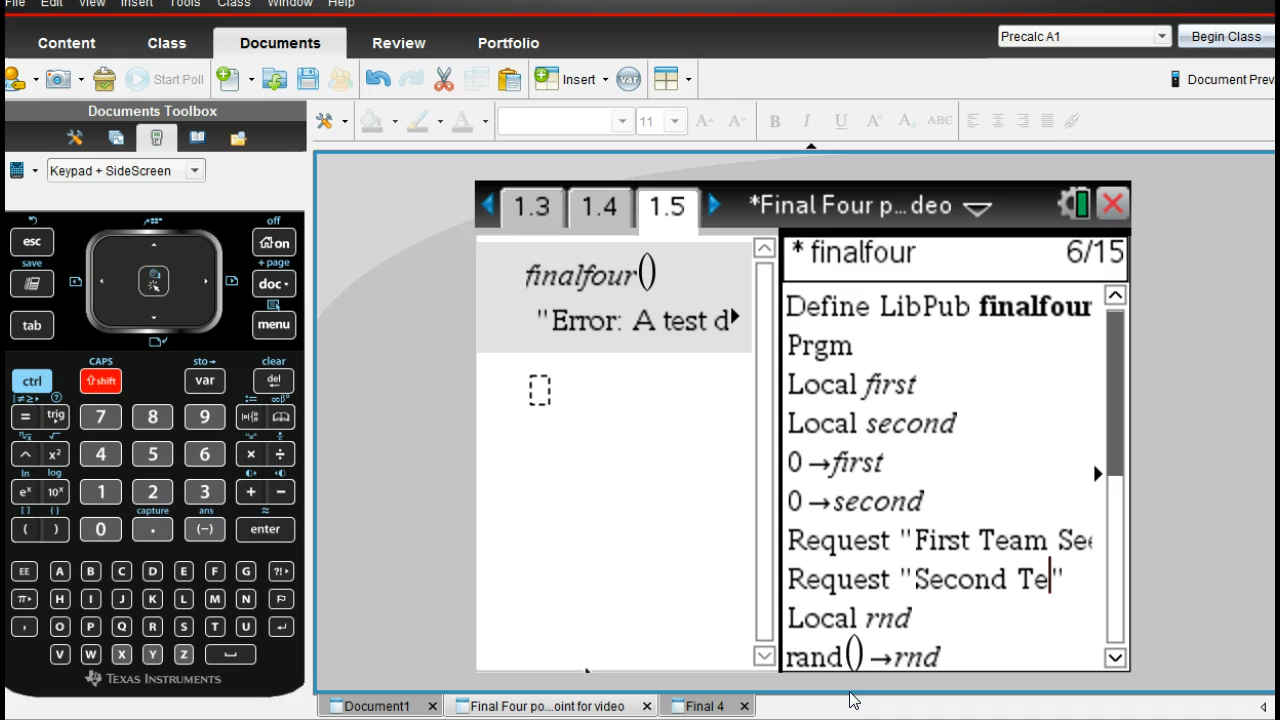 File Edit View Insert Tools Class Window Help
Content Class Documents Review Portfolio Precalc A1 Begin Class
Start Poll Insert var Document Prev
Documents Toolbox
11 B I U ABC
Keypad + SideScreen
1.3 1.4 1.5 *Final Four p...deo
* finalfour 6/15
finalfour()
"Error: A test d
Define LibPub finalfour
Prgm
Local first
Local second
0 →first
0 →second
Request "First Team See
Request "Second Te"
Local rnd
rand() →rnd
off
esc on
save + page
doc
tab menu
CAPS sto→ clear
ctrl shift var del
= trig 7 8 9
^ x² 4 5 6 × ÷
ln log
eˣ 10ˣ 1 2 3 + −
[ ] { } capture ans ≈
( ) 0 . (−) enter
EE A B C D E F G ?!
π H I J K L M N
, O P Q R S T U
V W X Y Z
TEXAS INSTRUMENTS
Document1 Final Four po...oint for video Final 4